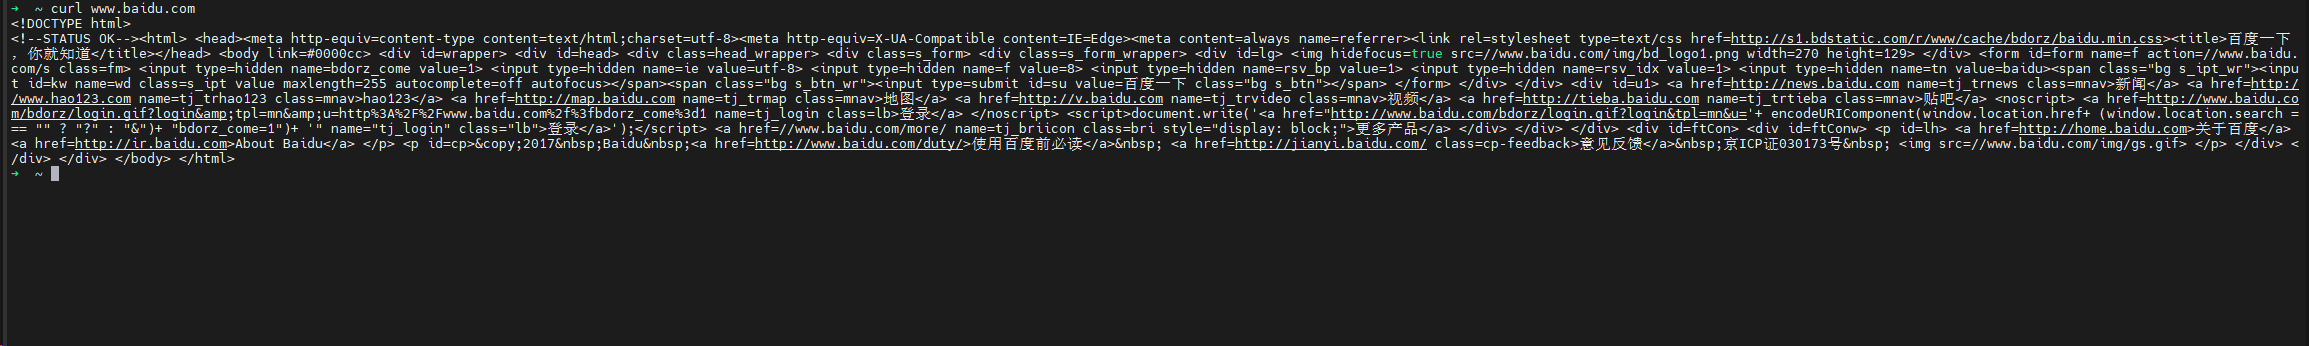 ➜  ~ curl www.baidu.com
<!DOCTYPE html>
<!--STATUS OK--><html> <head><meta http-equiv=content-type content=text/html;charset=utf-8><meta http-equiv=X-UA-Compatible content=IE=Edge><meta content=always name=referrer><link rel=stylesheet type=text/css href=http://s1.bdstatic.com/r/www/cache/bdorz/baidu.min.css><title>百度一下
，你就知道</title></head> <body link=#0000cc> <div id=wrapper> <div id=head> <div class=head_wrapper> <div class=s_form> <div class=s_form_wrapper> <div id=lg> <img hidefocus=true src=//www.baidu.com/img/bd_logo1.png width=270 height=129> </div> <form id=form name=f action=//www.baidu.
com/s class=fm> <input type=hidden name=bdorz_come value=1> <input type=hidden name=ie value=utf-8> <input type=hidden name=f value=8> <input type=hidden name=rsv_bp value=1> <input type=hidden name=rsv_idx value=1> <input type=hidden name=tn value=baidu><span class="bg s_ipt_wr"><inpu
t id=kw name=wd class=s_ipt value maxlength=255 autocomplete=off autofocus></span><span class="bg s_btn_wr"><input type=submit id=su value=百度一下 class="bg s_btn"></span> </form> </div> </div> <div id=u1> <a href=http://news.baidu.com name=tj_trnews class=mnav>新闻</a> <a href=http:/
/www.hao123.com name=tj_trhao123 class=mnav>hao123</a> <a href=http://map.baidu.com name=tj_trmap class=mnav>地图</a> <a href=http://v.baidu.com name=tj_trvideo class=mnav>视频</a> <a href=http://tieba.baidu.com name=tj_trtieba class=mnav>贴吧</a> <noscript> <a href=http://www.baidu.co
m/bdorz/login.gif?login&amp;tpl=mn&amp;u=http%3A%2F%2Fwww.baidu.com%2f%3fbdorz_come%3d1 name=tj_login class=lb>登录</a> </noscript> <script>document.write('<a href="http://www.baidu.com/bdorz/login.gif?login&tpl=mn&u='+ encodeURIComponent(window.location.href+ (window.location.search =
== "" ? "?" : "&")+ "bdorz_come=1")+ '" name="tj_login" class="lb">登录</a>');</script> <a href=//www.baidu.com/more/ name=tj_briicon class=bri style="display: block;">更多产品</a> </div> </div> </div> <div id=ftCon> <div id=ftConw> <p id=lh> <a href=http://home.baidu.com>关于百度</a>
<a href=http://ir.baidu.com>About Baidu</a> </p> <p id=cp>&copy;2017&nbsp;Baidu&nbsp;<a href=http://www.baidu.com/duty/>使用百度前必读</a>&nbsp; <a href=http://jianyi.baidu.com/ class=cp-feedback>意见反馈</a>&nbsp;京ICP证030173号&nbsp; <img src=//www.baidu.com/img/gs.gif> </p> </div> <
/div> </div> </body> </html>
➜  ~